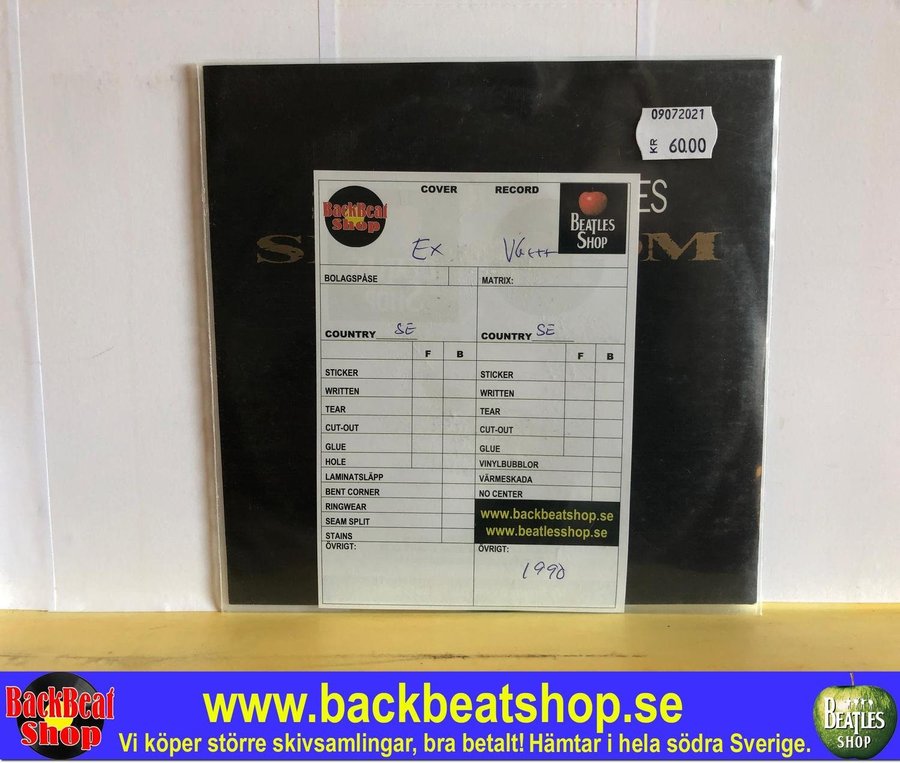 09072021
KR 60.00
ES
S
OM
BackBeat
Shop
COVER RECORD
BEATLES
SHOP
Ex VG+++
BOLAGSPÅSE MATRIX:
COUNTRY SE COUNTRY SE
F B F B
STICKER STICKER
WRITTEN WRITTEN
TEAR TEAR
CUT-OUT CUT-OUT
GLUE GLUE
HOLE VINYLBUBBLOR
LAMINATSLÄPP VÄRMESKADA
BENT CORNER NO CENTER
RINGWEAR
SEAM SPLIT
STAINS
www.backbeatshop.se
www.beatlesshop.se
ÖVRIGT: ÖVRIGT:
1990
BackBeat
Shop
www.backbeatshop.se
Vi köper större skivsamlingar, bra betalt! Hämtar i hela södra Sverige.
BEATLES
SHOP